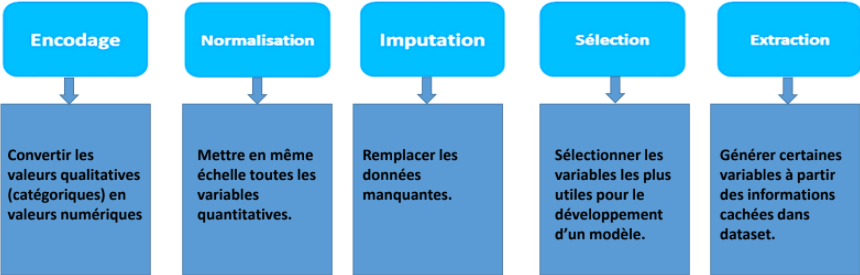 Encodage
Normalisation
Imputation
Sélection
Extraction
Convertir les
valeurs qualitatives
(catégoriques) en
valeurs numériques
Mettre en même
échelle toutes les
variables
quantitatives.
Remplacer les
données
manquantes.
Sélectionner les
variables les plus
utiles pour le
développement
d’un modèle.
Générer certaines
variables à partir
des informations
cachées dans
dataset.